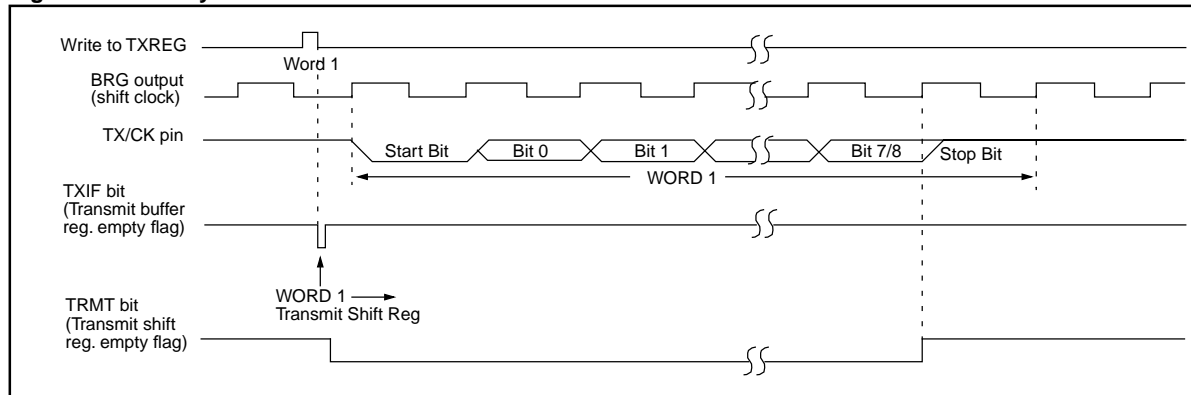 Write to TXREG
Word 1
BRG output
(shift clock)
TX/CK pin
Start Bit
Bit 0
Bit 1
Bit 7/8
Stop Bit
WORD 1
TXIF bit
(Transmit buffer
reg. empty flag)
WORD 1
Transmit Shift Reg
TRMT bit
(Transmit shift
reg. empty flag)